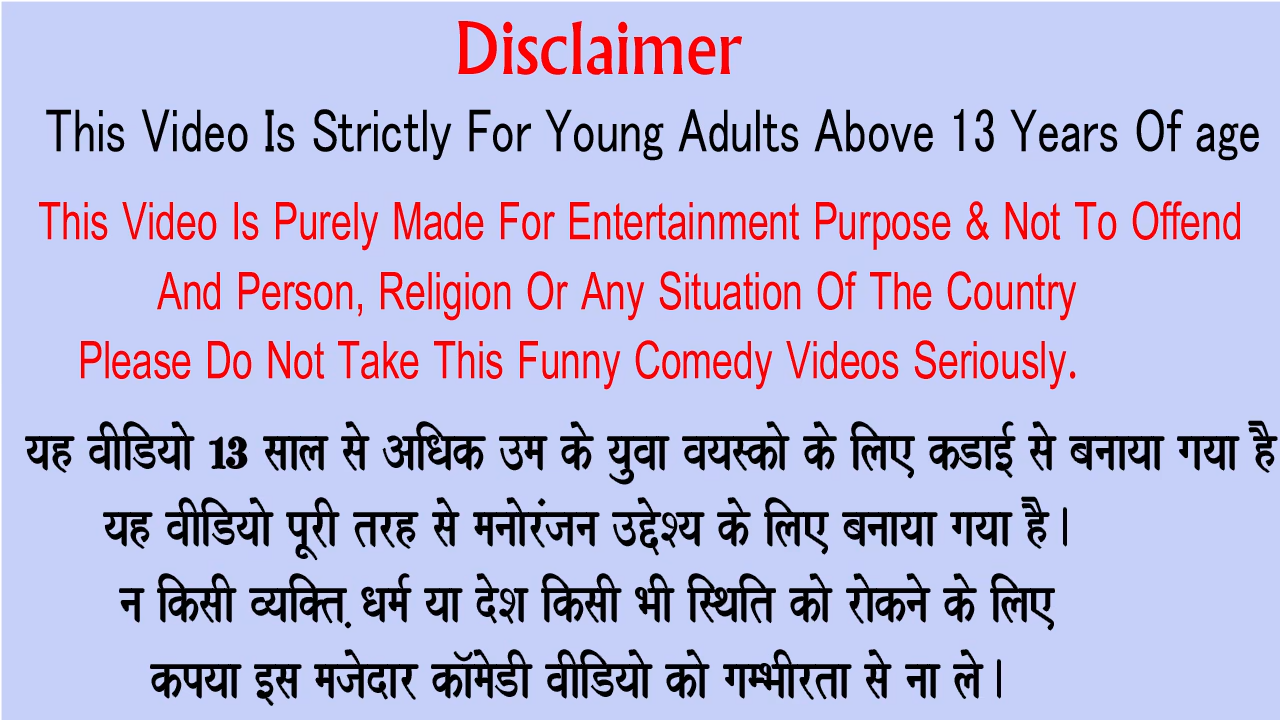 Disclaimer
This Video Is Strictly For Young Adults Above 13 Years Of age
This Video Is Purely Made For Entertainment Purpose & Not To Offend
And Person, Religion Or Any Situation Of The Country
Please Do Not Take This Funny Comedy Videos Seriously.
यह वीडियो 13 साल से अधिक उम के युवा वयस्को के लिए कडाई से बनाया गया है
यह वीडियो पूरी तरह से मनोरंजन उद्देश्य के लिए बनाया गया है।
न किसी व्यक्ति़ धर्म या देश किसी भी स्थिति को रोकने के लिए
कपया इस मजेदार कॉमेडी वीडियो को गम्भीरता से ना ले।